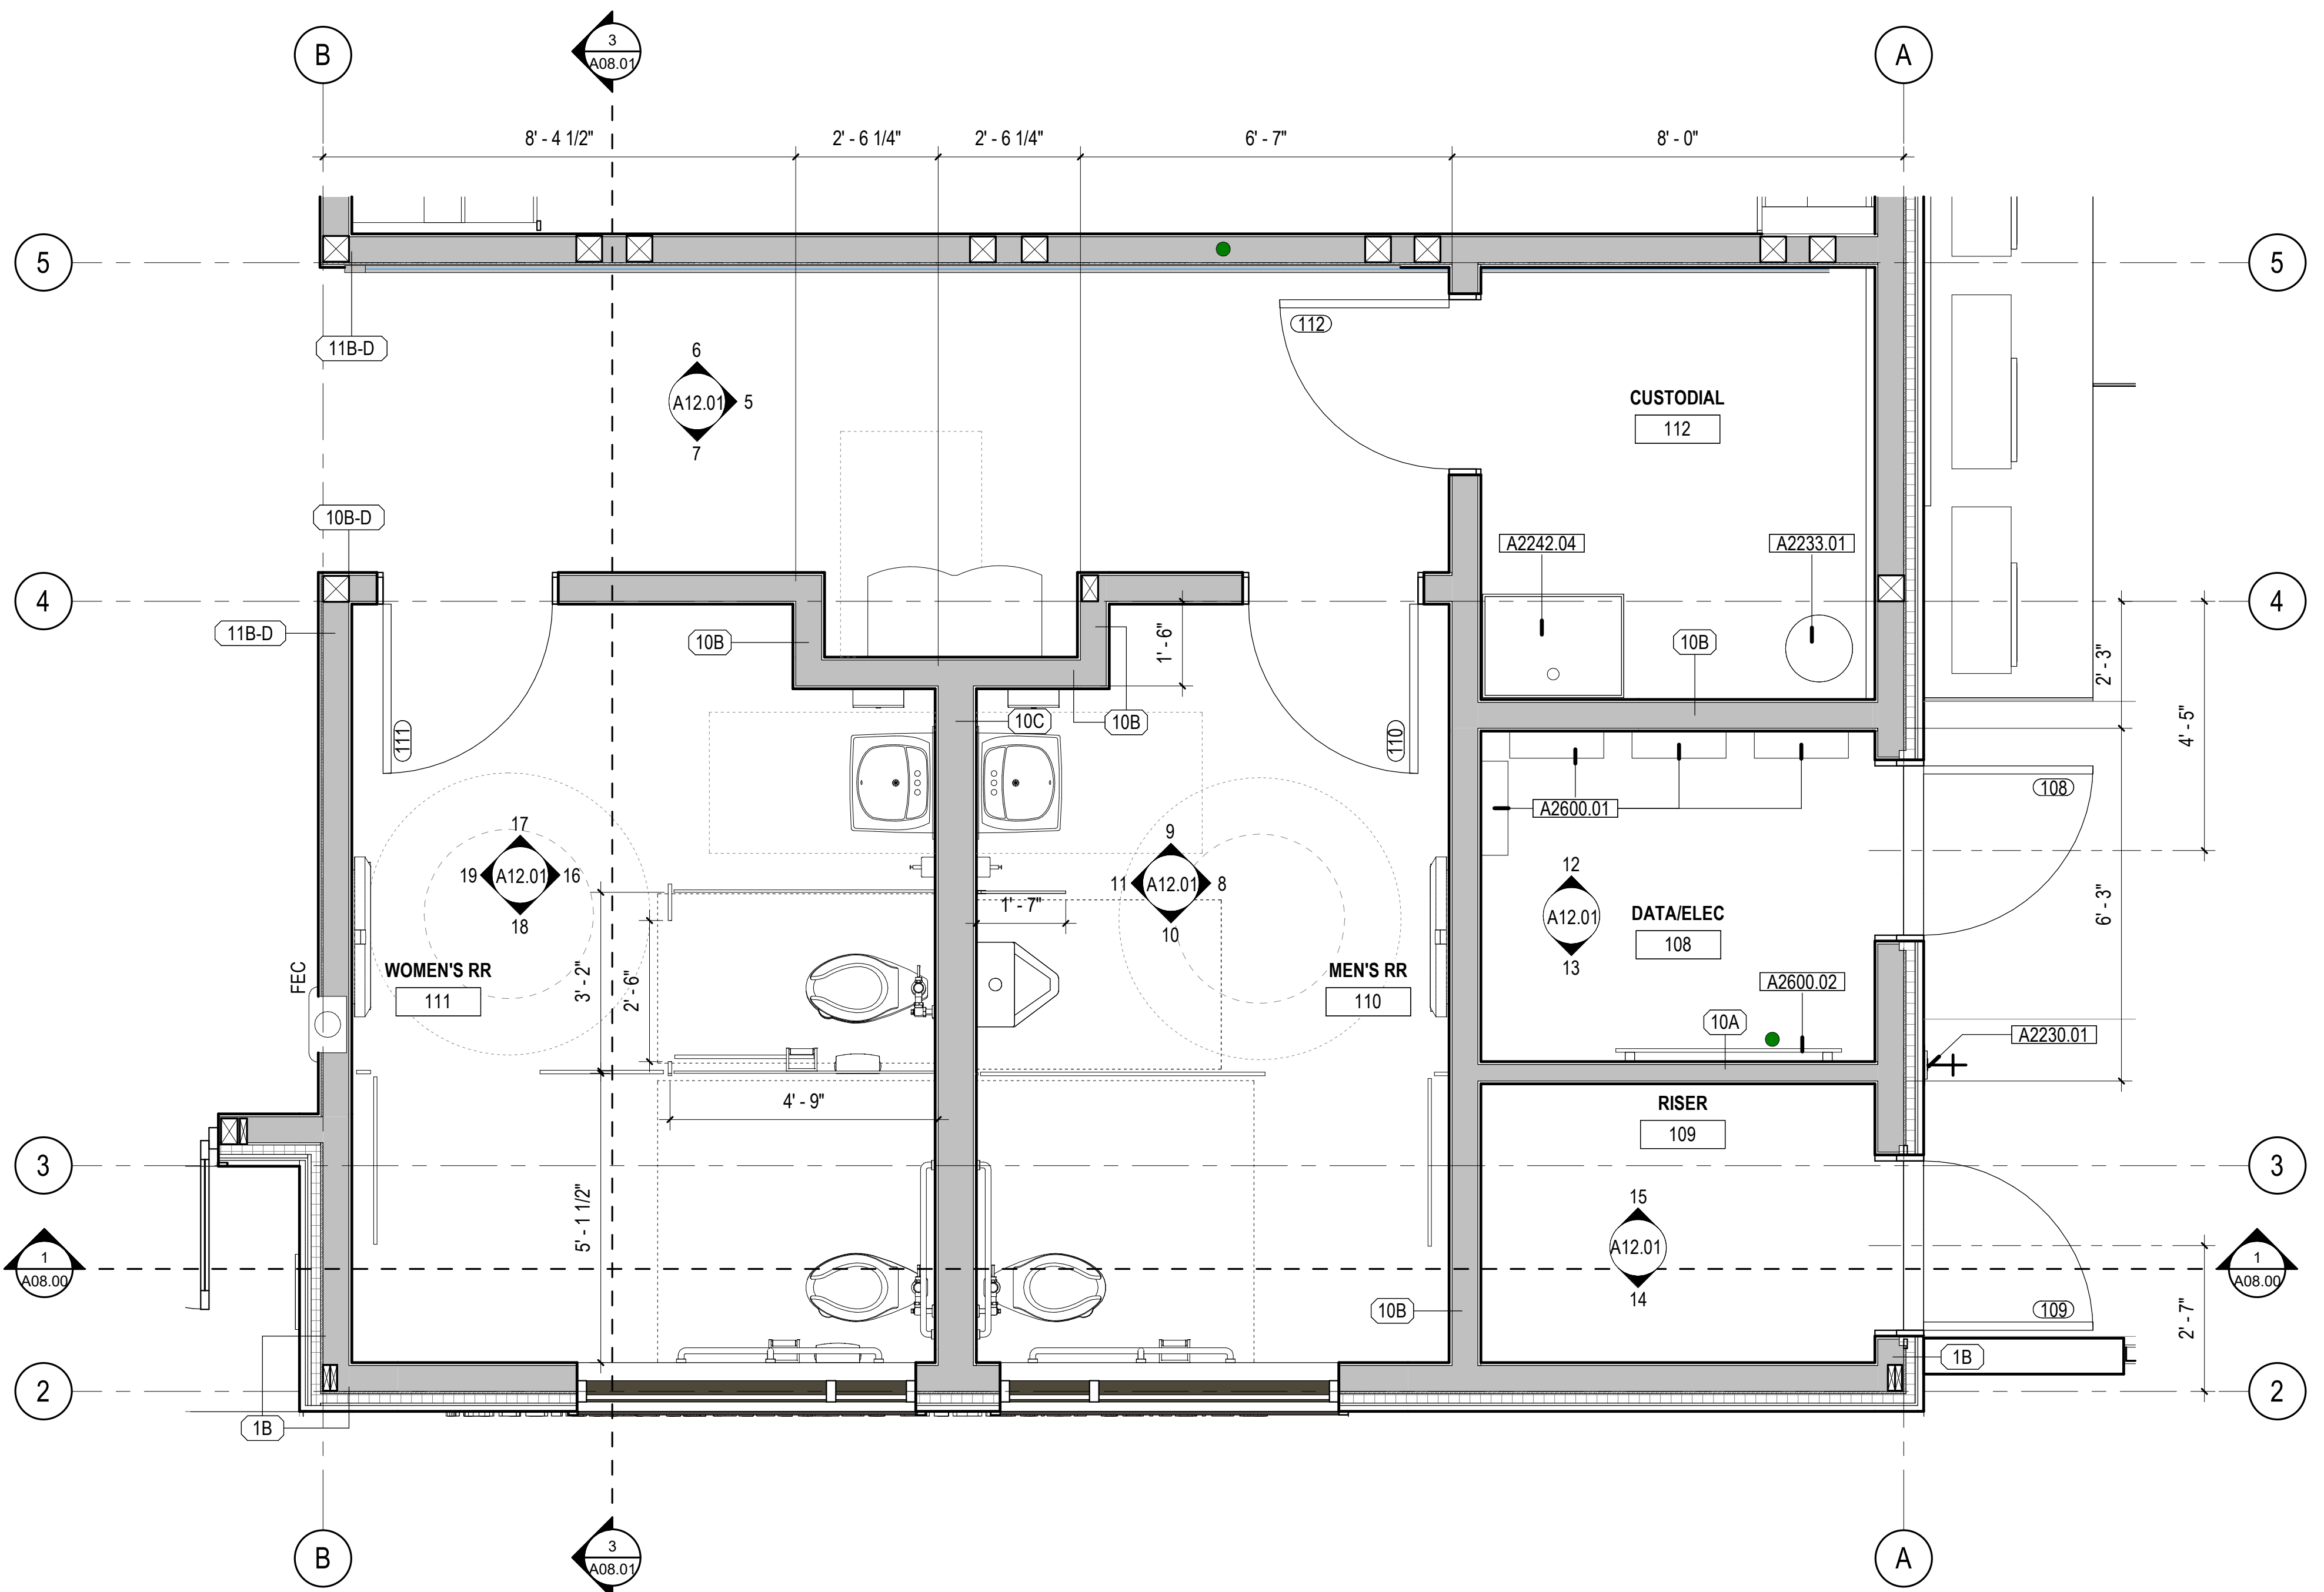 3
B
A
A08.01
8' - 4 1/2"
2' - 6 1/4"
2' - 6 1/4"
6' - 7"
8' - 0"
5
5
112
11B-D
6
A12.01
5
7
CUSTODIAL
112
10B-D
A2242.04
A2233.01
4
4
11B-D
10B
1' - 6"
10B
2' - 3"
10C
10B
4' - 5"
111
110
108
A2600.01
17
19
A12.01
16
18
9
11
A12.01
8
10
12
A12.01
13
1' - 7"
DATA/ELEC
108
6' - 3"
FEC
WOMEN'S RR
111
3' - 2"
2' - 6"
MEN'S RR
110
A2600.02
10A
A2230.01
4' - 9"
RISER
109
3
3
5' - 1 1/2"
15
A12.01
14
1
A08.00
1
A08.00
10B
109
2' - 7"
1B
2
2
1B
3
A08.01
B
A